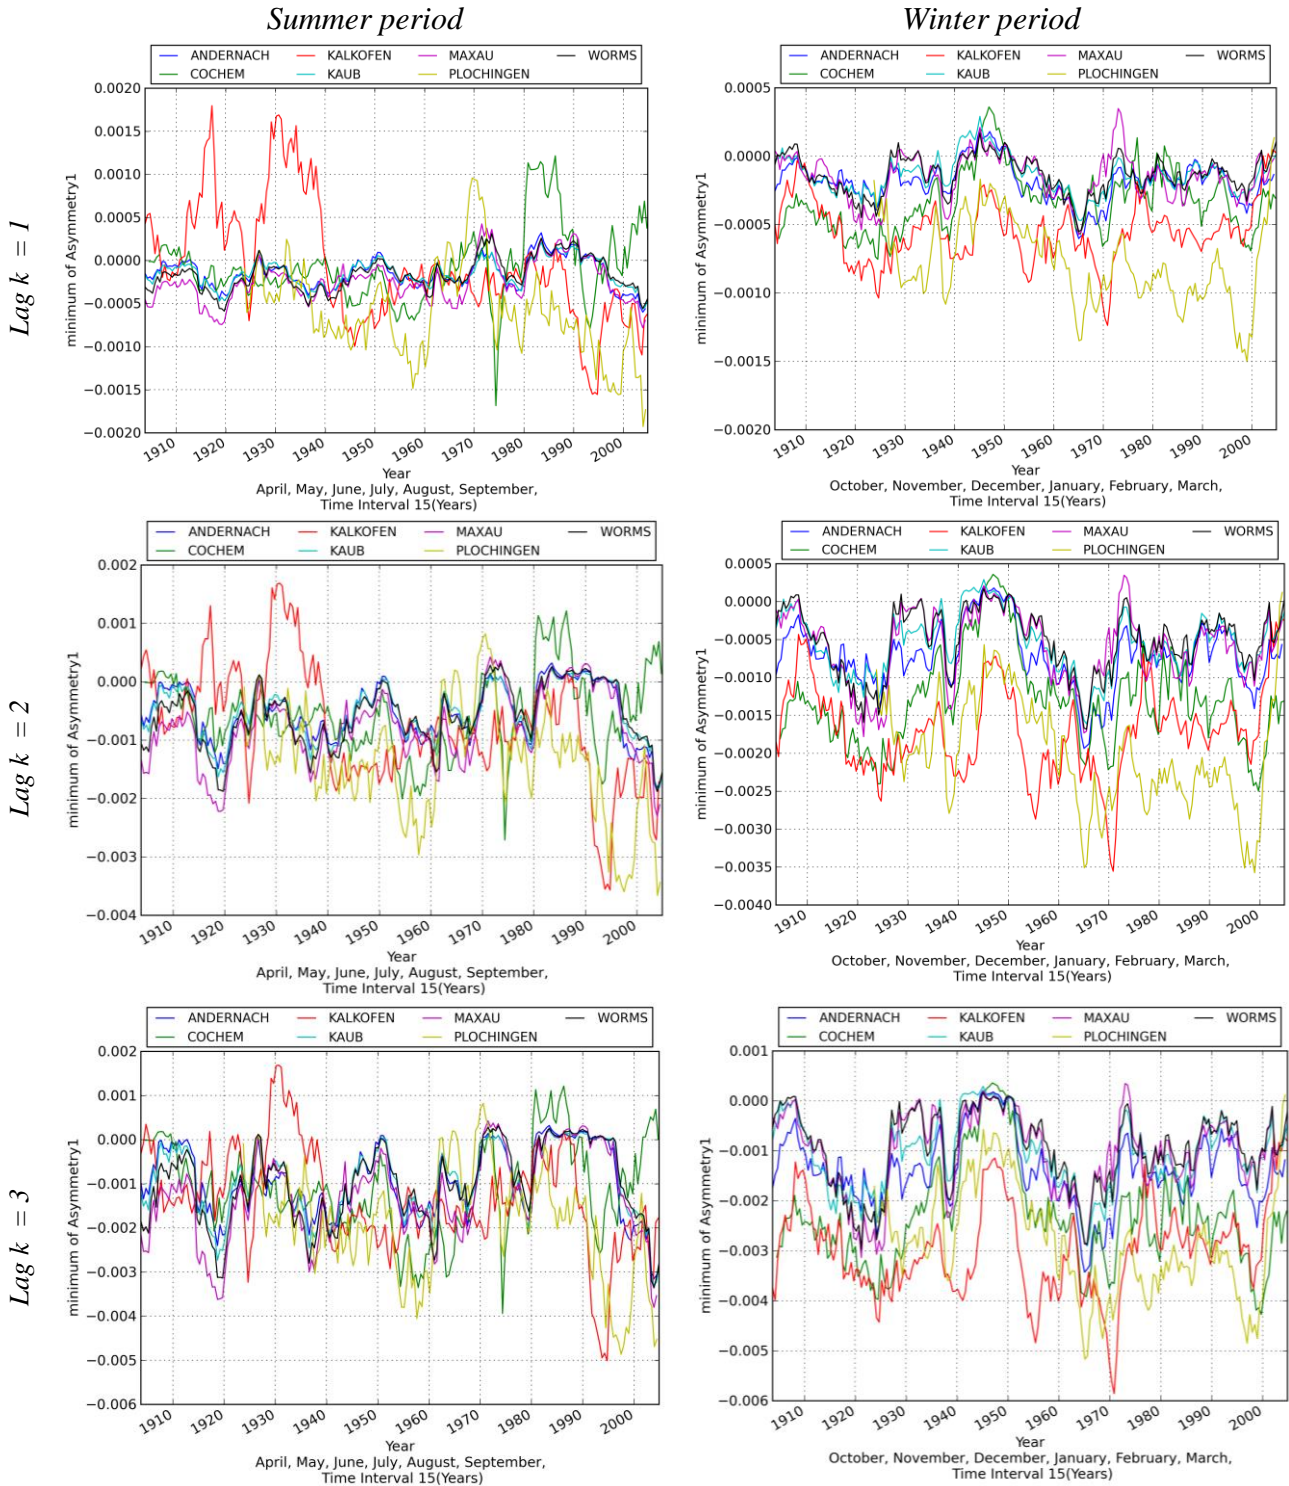 Summer period
Winter period
Lag k = 1
ANDERNACH KALKOFEN MAXAU WORMS
COCHEM KAUB PLOCHINGEN
minimum of Asymmetry1
0.0020
0.0015
0.0010
0.0005
0.0000
−0.0005
−0.0010
−0.0015
−0.0020
1910 1920 1930 1940 1950 1960 1970 1980 1990 2000
Year
April, May, June, July, August, September,
Time Interval 15(Years)
ANDERNACH KALKOFEN MAXAU WORMS
COCHEM KAUB PLOCHINGEN
minimum of Asymmetry1
0.0005
0.0000
−0.0005
−0.0010
−0.0015
−0.0020
1910 1920 1930 1940 1950 1960 1970 1980 1990 2000
Year
October, November, December, January, February, March,
Time Interval 15(Years)
Lag k = 2
ANDERNACH KALKOFEN MAXAU WORMS
COCHEM KAUB PLOCHINGEN
minimum of Asymmetry1
0.002
0.001
0.000
−0.001
−0.002
−0.003
−0.004
1910 1920 1930 1940 1950 1960 1970 1980 1990 2000
Year
April, May, June, July, August, September,
Time Interval 15(Years)
ANDERNACH KALKOFEN MAXAU WORMS
COCHEM KAUB PLOCHINGEN
minimum of Asymmetry1
0.0005
0.0000
−0.0005
−0.0010
−0.0015
−0.0020
−0.0025
−0.0030
−0.0035
−0.0040
1910 1920 1930 1940 1950 1960 1970 1980 1990 2000
Year
October, November, December, January, February, March,
Time Interval 15(Years)
Lag k = 3
ANDERNACH KALKOFEN MAXAU WORMS
COCHEM KAUB PLOCHINGEN
minimum of Asymmetry1
0.002
0.001
0.000
−0.001
−0.002
−0.003
−0.004
−0.005
−0.006
1910 1920 1930 1940 1950 1960 1970 1980 1990 2000
Year
April, May, June, July, August, September,
Time Interval 15(Years)
ANDERNACH KALKOFEN MAXAU WORMS
COCHEM KAUB PLOCHINGEN
minimum of Asymmetry1
0.001
0.000
−0.001
−0.002
−0.003
−0.004
−0.005
−0.006
1910 1920 1930 1940 1950 1960 1970 1980 1990 2000
Year
October, November, December, January, February, March,
Time Interval 15(Years)